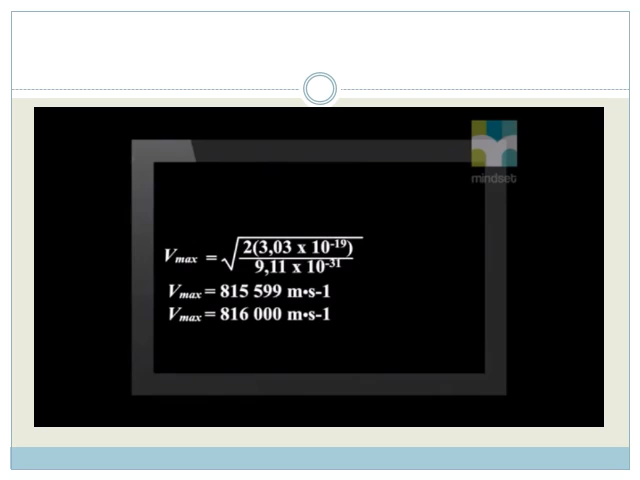 mindset
Vmax = √2(3,03 x 10-19)
9,11 x 10-31
Vmax = 815 599 m•s-1
Vmax = 816 000 m•s-1